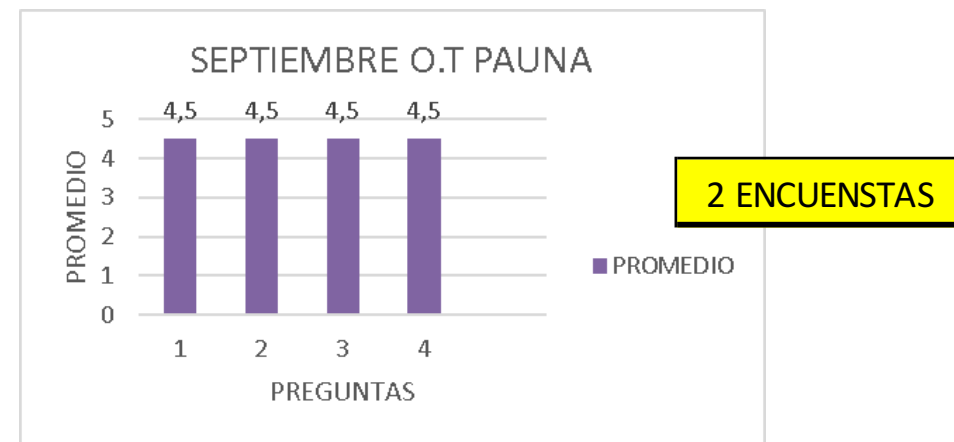 SEPTIEMBRE O.T PAUNA
4,5 4,5 4,5 4,5
5
4
3
2
1
0
PROMEDIO
1 2 3 4
PREGUNTAS
PROMEDIO
2 ENCUENSTAS